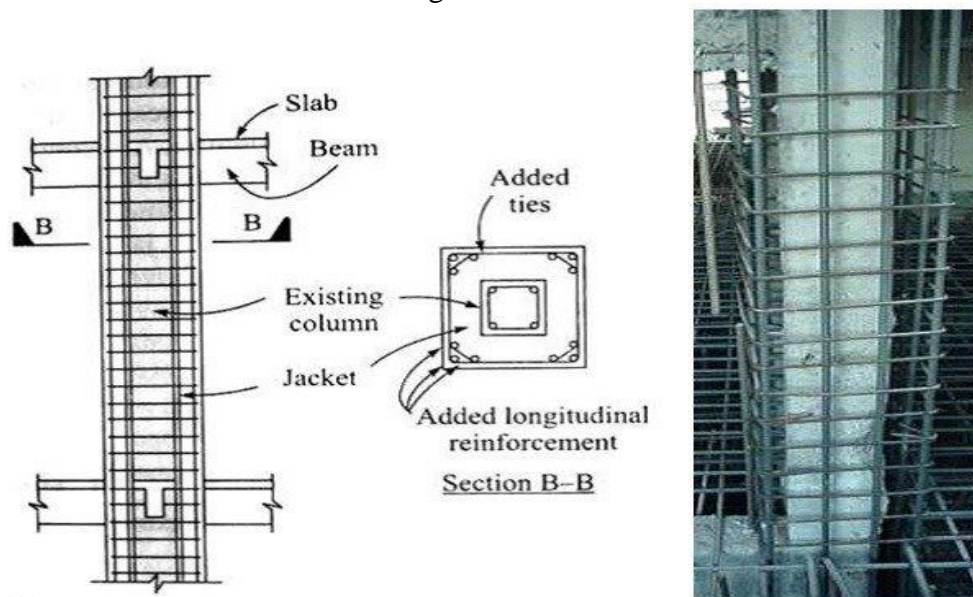 Slab
Beam
B
B
Added
ties
Existing
column
Jacket
Added longitudinal
reinforcement
Section B–B